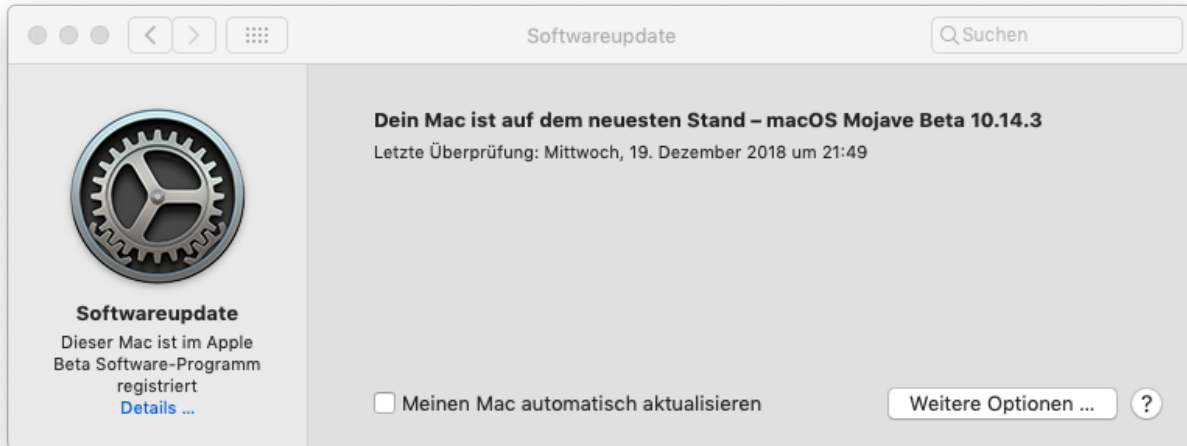 Softwareupdate
Suchen
Dein Mac ist auf dem neuesten Stand – macOS Mojave Beta 10.14.3
Letzte Überprüfung: Mittwoch, 19. Dezember 2018 um 21:49
Softwareupdate
Dieser Mac ist im Apple
Beta Software-Programm
registriert
Details ...
Meinen Mac automatisch aktualisieren
Weitere Optionen ...
?